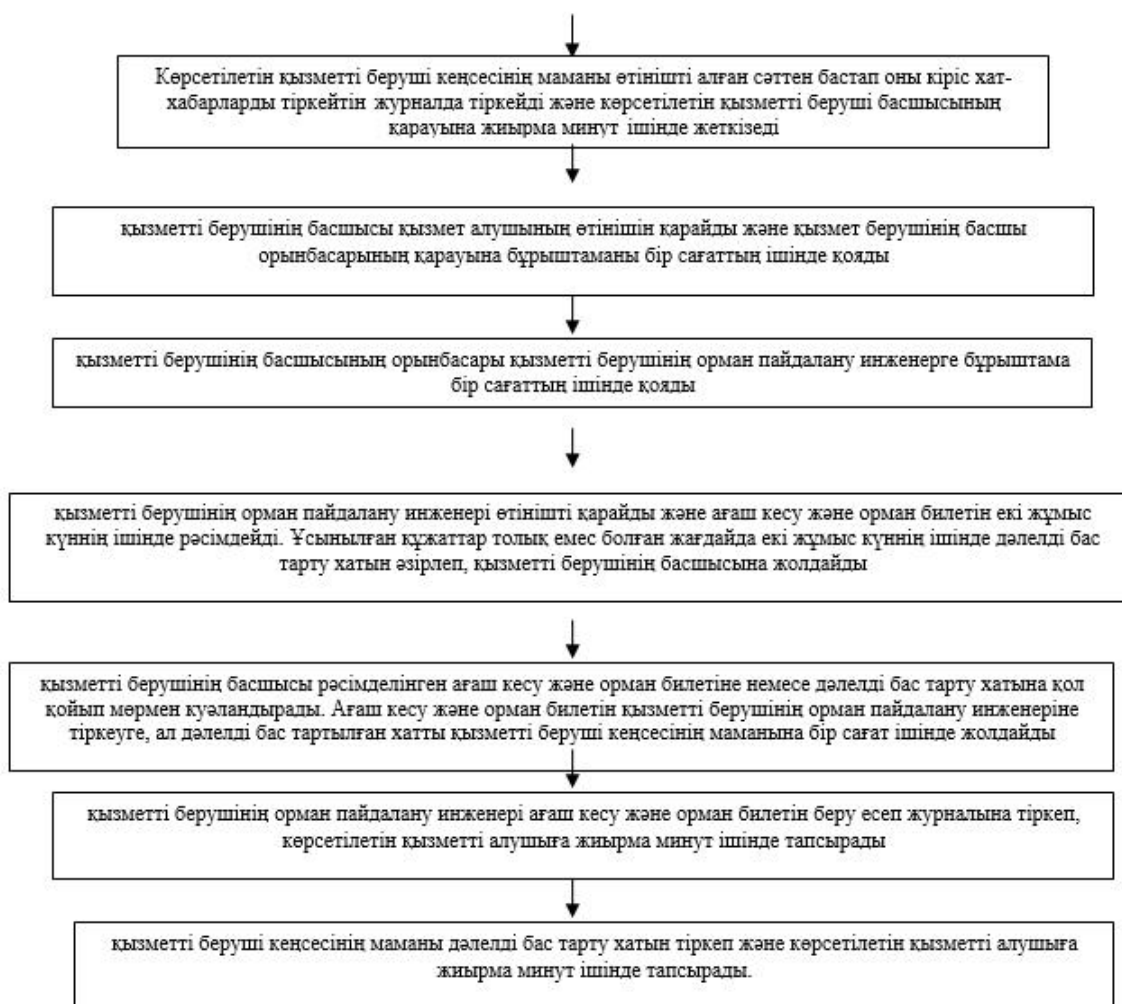 Көрсетілетін қызметті беруші кеңсесінің маманы өтінішті алған сәттен бастап оны кіріс хат-
хабарларды тіркейтін журналда тіркейді және көрсетілетін қызметті беруші басшысының
қарауына жиырма минут ішінде жеткізеді
қызметті берушінің басшысы қызмет алушының өтінішін қарайды және қызмет берушінің басшы
орынбасарының қарауына бұрыштаманы бір сағаттың ішінде қояды
қызметті берушінің басшысының орынбасары қызметті берушінің орман пайдалану инженерге бұрыштама
бір сағаттың ішінде қояды
қызметті берушінің орман пайдалану инженері өтінішті қарайды және ағаш кесу және орман билетін екі жұмыс
күннің ішінде рәсімдейді. Ұсынылған құжаттар толық емес болған жағдайда екі жұмыс күннің ішінде дәлелді бас
тарту хатын әзірлеп, қызметті берушінің басшысына жолдайды
қызметті берушінің басшысы рәсімделінген ағаш кесу және орман билетіне немесе дәлелді бас тарту хатына қол
қойып мөрмен куәландырады. Ағаш кесу және орман билетін қызметті берушінің орман пайдалану инженеріне
тіркеуге, ал дәлелді бас тартылған хатты қызметті беруші кеңсесінің маманына бір сағат ішінде жолдайды
қызметті берушінің орман пайдалану инженері ағаш кесу және орман билетін беру есеп журналына тіркеп,
көрсетілетін қызметті алушыға жиырма минут ішінде тапсырады
қызметті беруші кеңсесінің маманы дәлелді бас тарту хатын тіркеп және көрсетілетін қызметті алушыға
жиырма минут ішінде тапсырады.